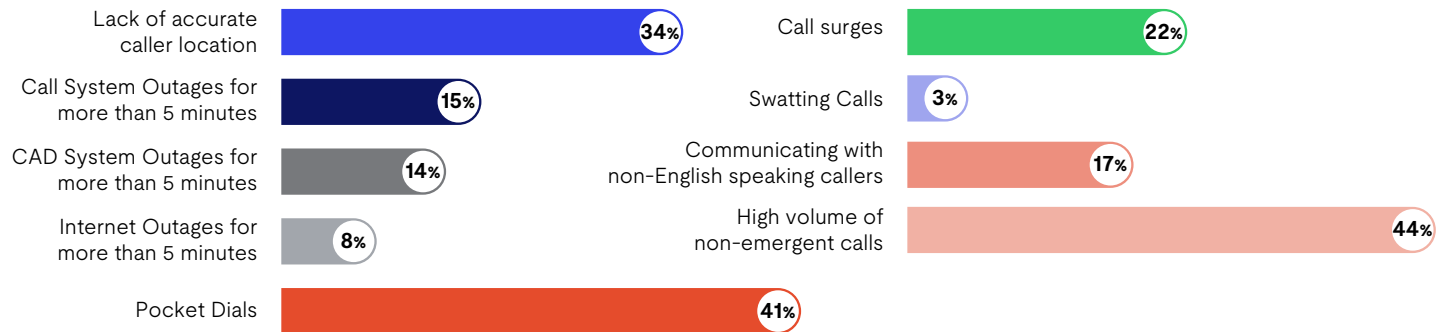 Lack of accurate
caller location
34%
Call System Outages for
more than 5 minutes
15%
CAD System Outages for
more than 5 minutes
14%
Internet Outages for
more than 5 minutes
8%
Pocket Dials
41%
Call surges
22%
Swatting Calls
3%
Communicating with
non-English speaking callers
17%
High volume of
non-emergent calls
44%